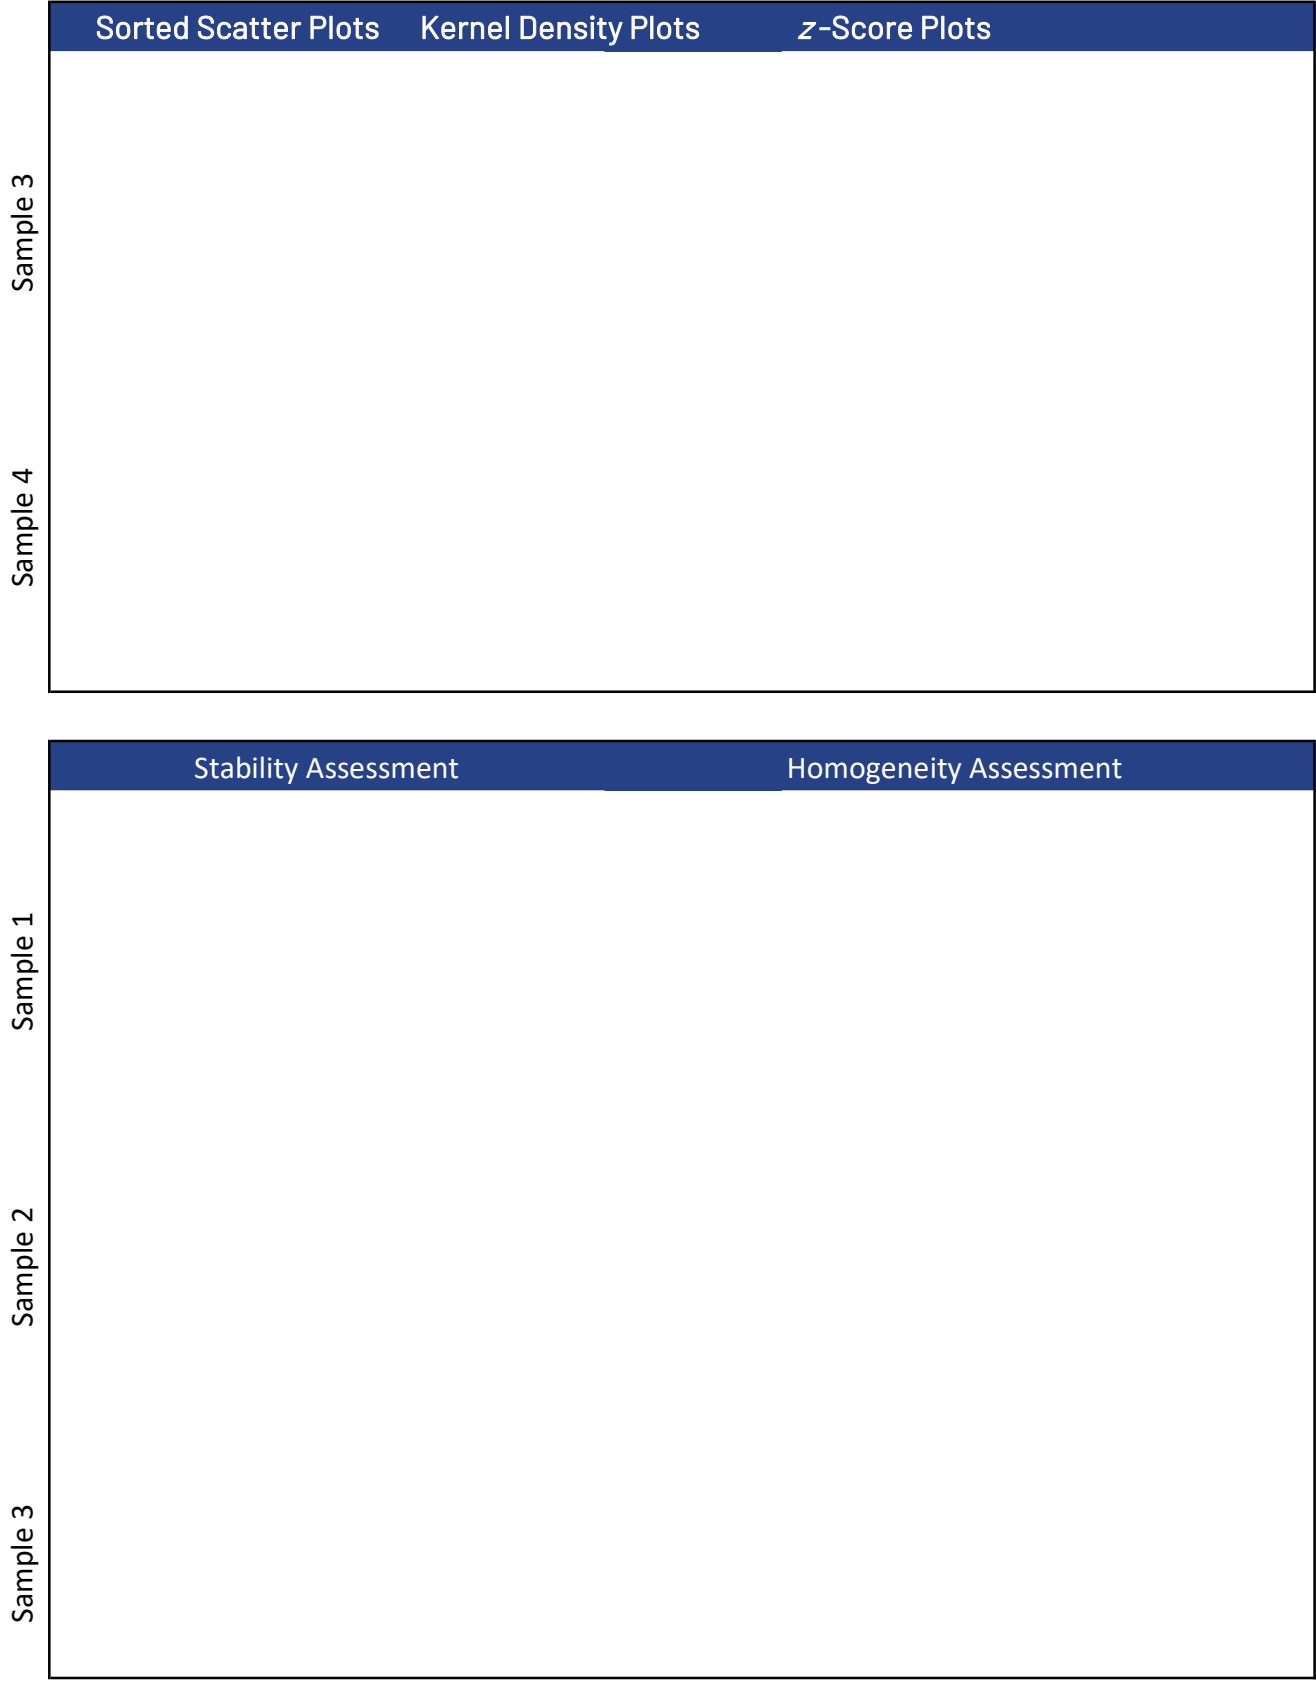 Sorted Scatter Plots Kernel Density Plots z-Score Plots
Sample 3
Sample 4
Stability Assessment Homogeneity Assessment
Sample 1
Sample 2
Sample 3